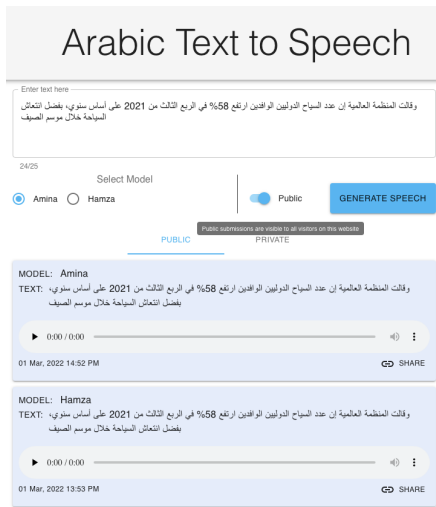 Arabic Text to Speech
Enter text here
وقالت المنظمة العالمية إن عدد السياح الدوليين الوافدين ارتفع 58% في الربع الثالث من 2021 على أساس سنوي، بفضل انتعاش
السياحة خلال موسم الصيف
24/25
Select Model
Amina
Hamza
Public
GENERATE SPEECH
Public submissions are visible to all visitors on this website
PUBLIC
PRIVATE
MODEL: Amina
TEXT: وقالت المنظمة العالمية إن عدد السياح الدوليين الوافدين ارتفع 58% في الربع الثالث من 2021 على أساس سنوي،
بفضل انتعاش السياحة خلال موسم الصيف
0:00 / 0:00
01 Mar, 2022 14:52 PM
SHARE
MODEL: Hamza
TEXT: وقالت المنظمة العالمية إن عدد السياح الدوليين الوافدين ارتفع 58% في الربع الثالث من 2021 على أساس سنوي،
بفضل انتعاش السياحة خلال موسم الصيف
0:00 / 0:00
01 Mar, 2022 13:53 PM
SHARE